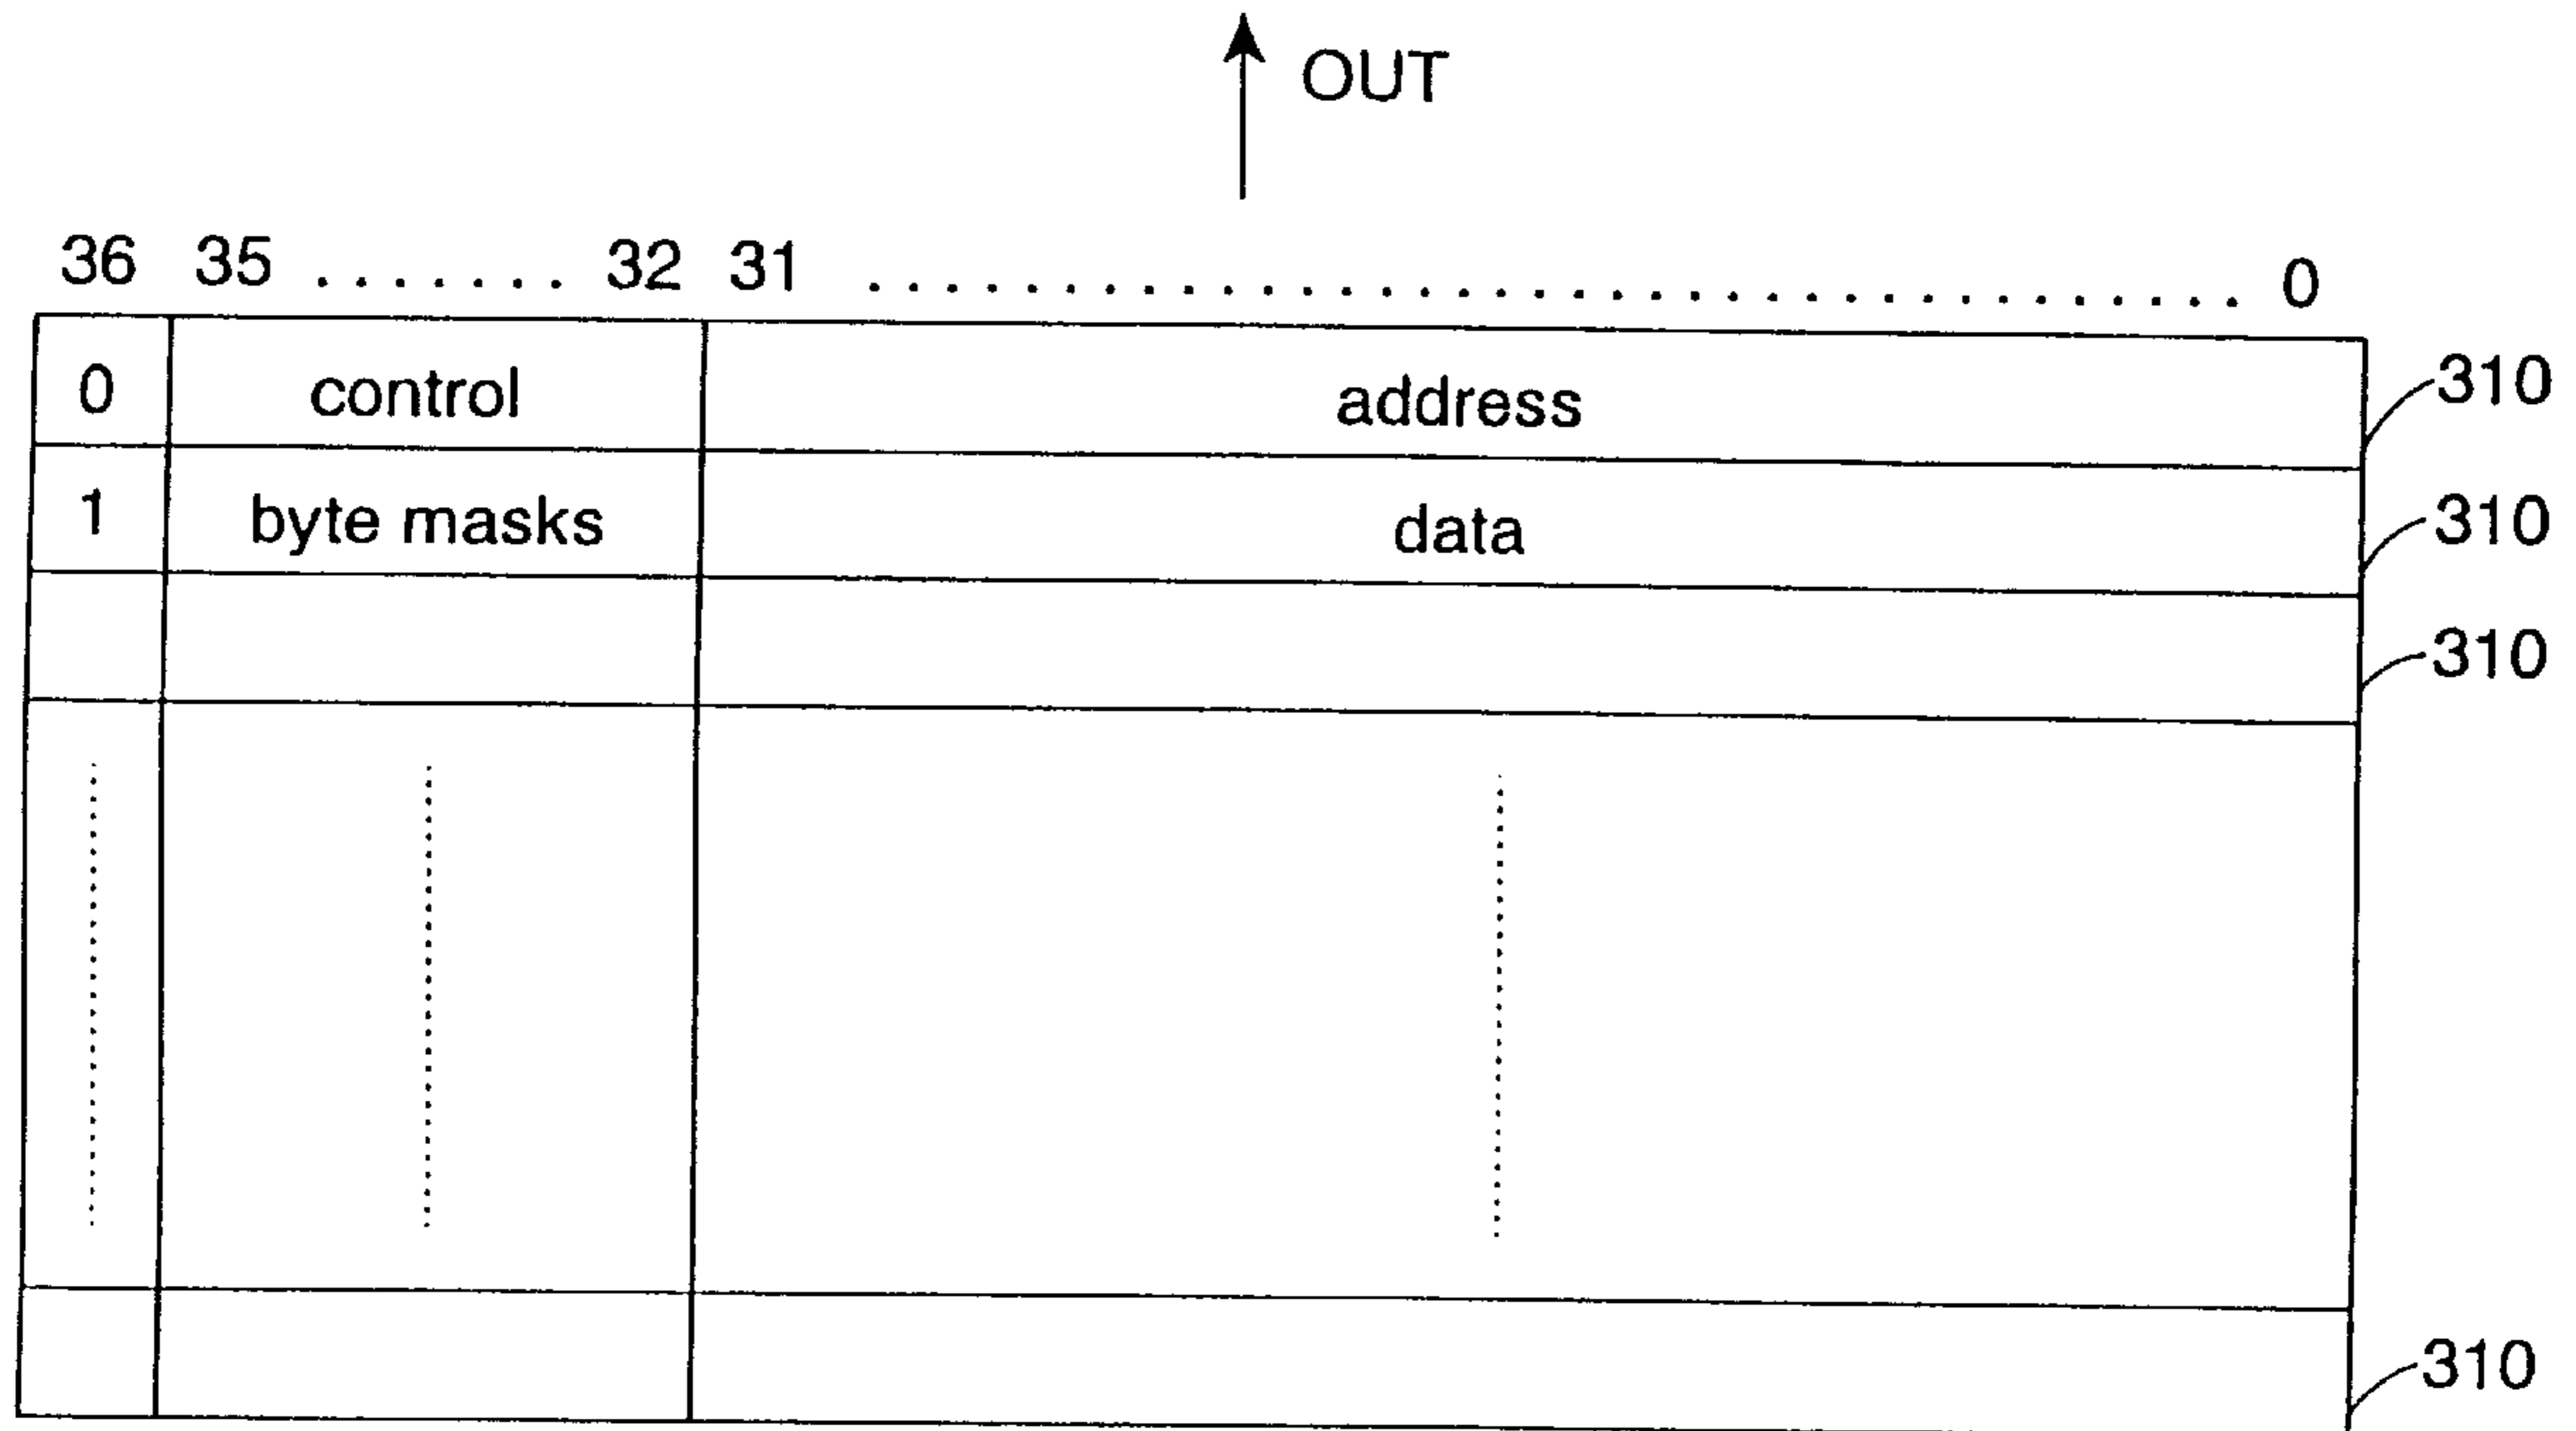 OUT
36 35 ....... 32 31 .................................... 0
0 control address 310
1 byte masks data 310
310
310